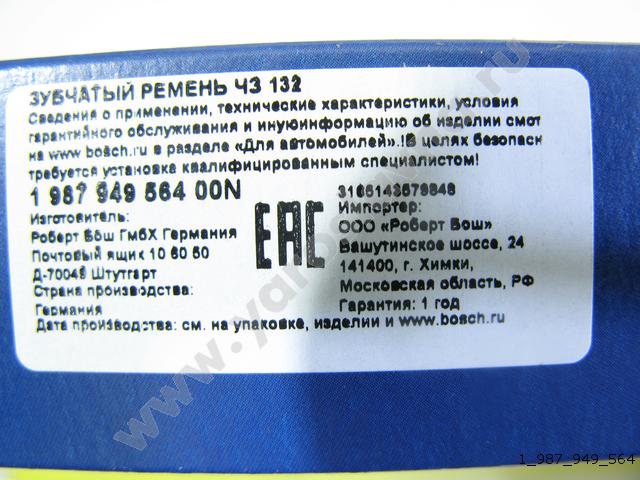 ЗУБЧАТЫЙ РЕМЕНЬ ЧЗ 132
Сведения о применении, технические характеристики, условия
гарантийного обслуживания и инуюинформацию об изделии смот
на www.bosch.ru в разделе «Для автомобилей».!В целях безопасн
требуется установка квалифицированным специалистом!
1 987 949 564 00N
Изготовитель:
Роберт Бош ГмбХ Германия
Почтовый ящик 10 60 50
Д-70049 Штутгарт
Страна производства:
Германия
Дата производства: см. на упаковке, изделии и www.bosch.ru
EAC
3165143579848
Импортер:
ООО «Роберт Бош»
Вашутинское шоссе, 24
141400, г. Химки,
Московская область, РФ
Гарантия: 1 год
1_987_949_564